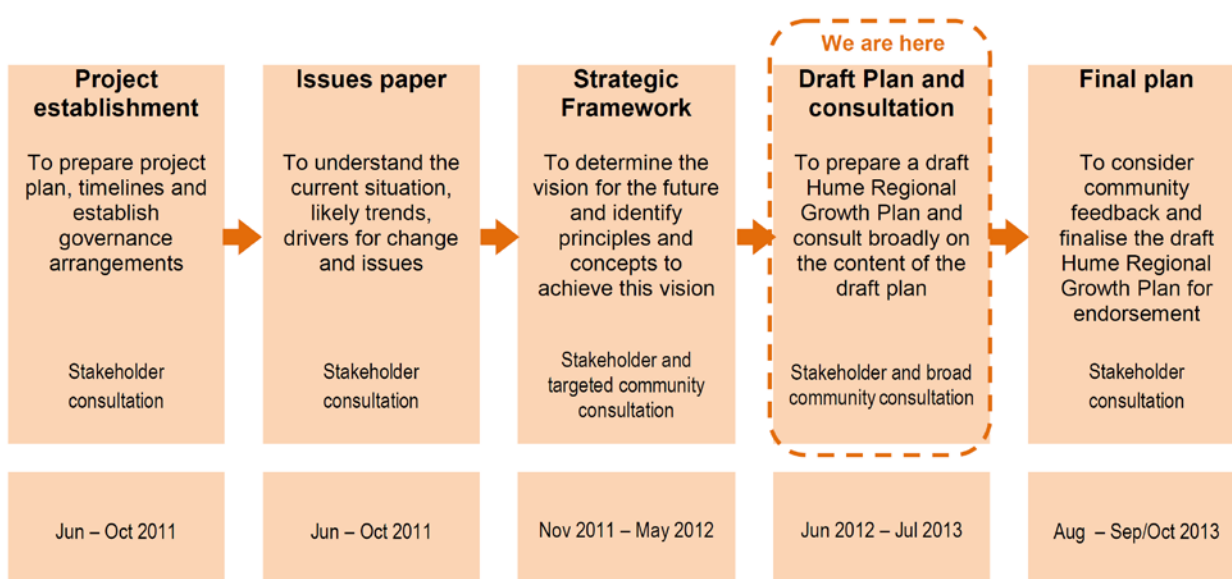 We are here
Project
establishment
To prepare project
plan, timelines and
establish
governance
arrangements
Stakeholder
consultation
Jun – Oct 2011
Issues paper
To understand the
current situation,
likely trends,
drivers for change
and issues
Stakeholder
consultation
Jun – Oct 2011
Strategic
Framework
To determine the
vision for the future
and identify
principles and
concepts to
achieve this vision
Stakeholder and
targeted community
consultation
Nov 2011 – May 2012
Draft Plan and
consultation
To prepare a draft
Hume Regional
Growth Plan and
consult broadly on
the content of the
draft plan
Stakeholder and broad
community consultation
Jun 2012 – Jul 2013
Final plan
To consider
community
feedback and
finalise the draft
Hume Regional
Growth Plan for
endorsement
Stakeholder
consultation
Aug – Sep/Oct 2013